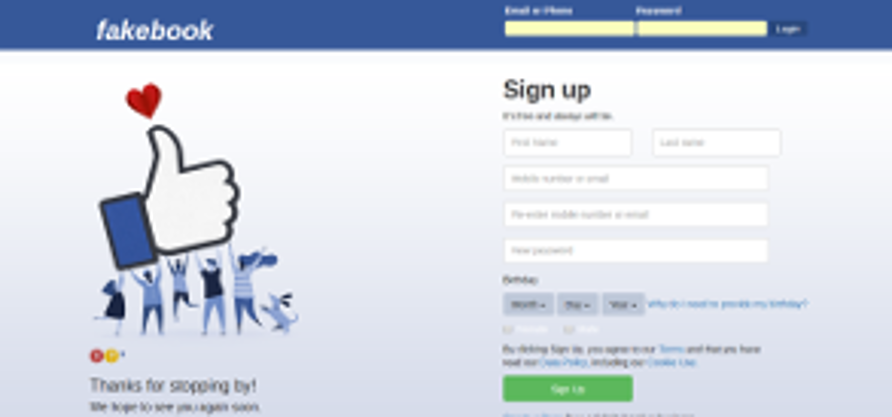 fakebook
Email or Phone Password
Login
Sign up
It's free and always will be.
First Name Last name
Mobile number or email
Re-enter mobile number or email
New password
Birthday
Month Day Year Why do I need to provide my birthday?
Female Male
By clicking Sign Up, you agree to our Terms and that you have
read our Data Policy, including our Cookie Use.
Sign Up
Thanks for stopping by!
We hope to see you again soon.